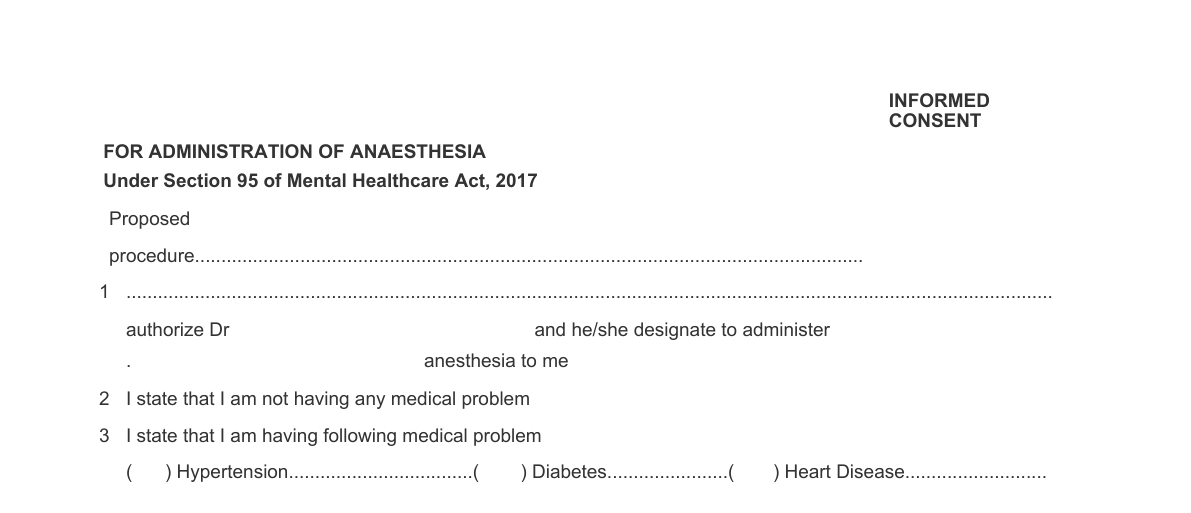 INFORMED
CONSENT
FOR ADMINISTRATION OF ANAESTHESIA
Under Section 95 of Mental Healthcare Act, 2017
Proposed
procedure...............................................................................................................................
1 ................................................................................................................................................................................
authorize Dr and he/she designate to administer
. anesthesia to me
2 I state that I am not having any medical problem
3 I state that I am having following medical problem
( ) Hypertension...................................( ) Diabetes.......................( ) Heart Disease...........................